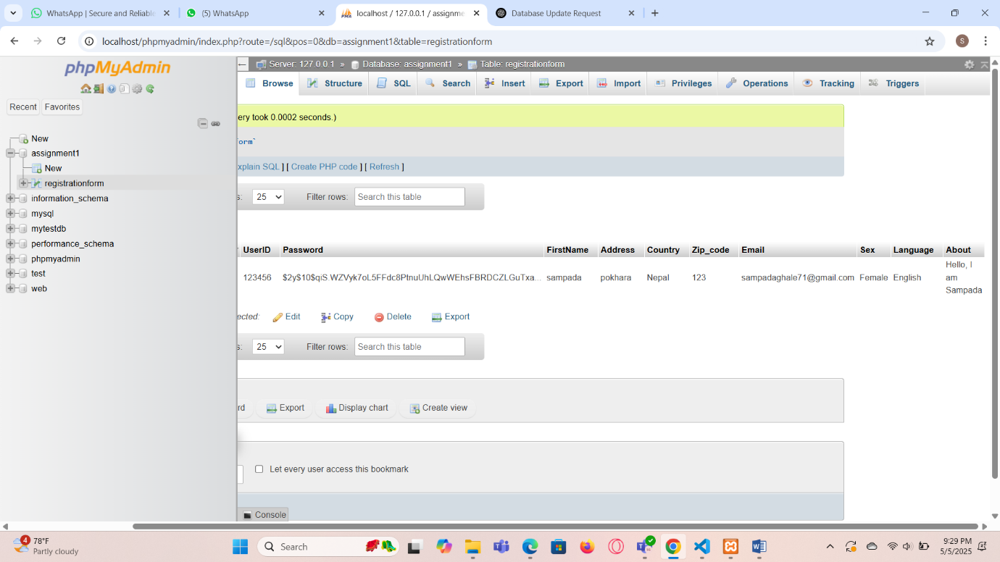 WhatsApp | Secure and Reliable
(5) WhatsApp
localhost / 127.0.0.1 / assignme
Database Update Request
localhost/phpmyadmin/index.php?route=/sql&pos=0&db=assignment1&table=registrationform
S
phpMyAdmin
Recent Favorites
New
assignment1
New
registrationform
information_schema
mysql
mytestdb
performance_schema
phpmyadmin
test
web
Server: 127.0.0.1 » Database: assignment1 » Table: registrationform
Browse Structure SQL Search Insert Export Import Privileges Operations Tracking Triggers
ery took 0.0002 seconds.)
orm`
xplain SQL ] [ Create PHP code ] [ Refresh ]
s: 25 Filter rows: Search this table
UserID Password FirstName Address Country Zip_code Email Sex Language About
123456 $2y$10$qiS.WZVyk7oL5FFdc8PtnuUhLQwWEhsFBRDCZLGuTxa... sampada pokhara Nepal 123 sampadaghale71@gmail.com Female English Hello, I
am
Sampada
ected: Edit Copy Delete Export
s: 25 Filter rows: Search this table
rd Export Display chart Create view
Let every user access this bookmark
Console
4
78°F
Partly cloudy
Search
9:29 PM
5/5/2025